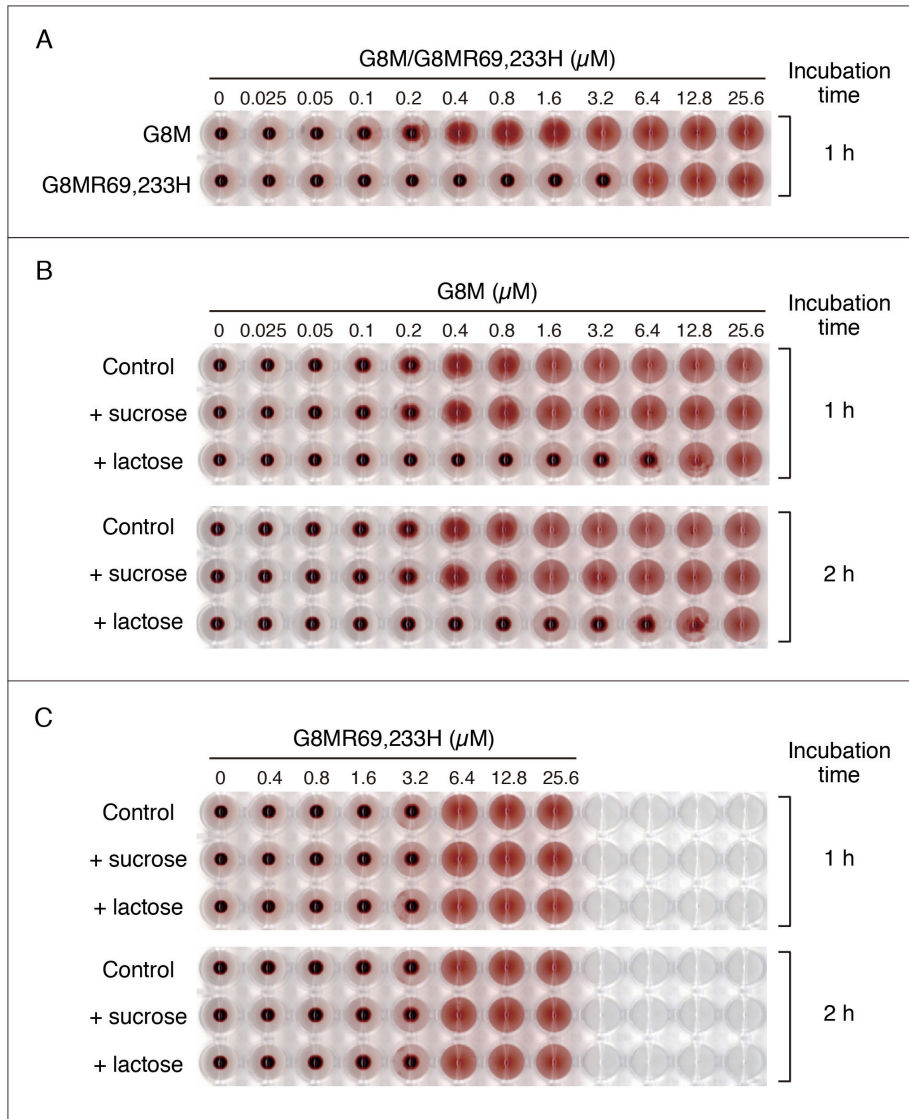 A
G8M/G8MR69,233H (µM)
Incubation time
0 0.025 0.05 0.1 0.2 0.4 0.8 1.6 3.2 6.4 12.8 25.6
G8M
G8MR69,233H
1 h
B
G8M (µM)
Incubation time
0 0.025 0.05 0.1 0.2 0.4 0.8 1.6 3.2 6.4 12.8 25.6
Control
+ sucrose
1 h
+ lactose
Control
+ sucrose
2 h
+ lactose
C
G8MR69,233H (µM)
Incubation time
0 0.4 0.8 1.6 3.2 6.4 12.8 25.6
Control
+ sucrose
1 h
+ lactose
Control
+ sucrose
2 h
+ lactose